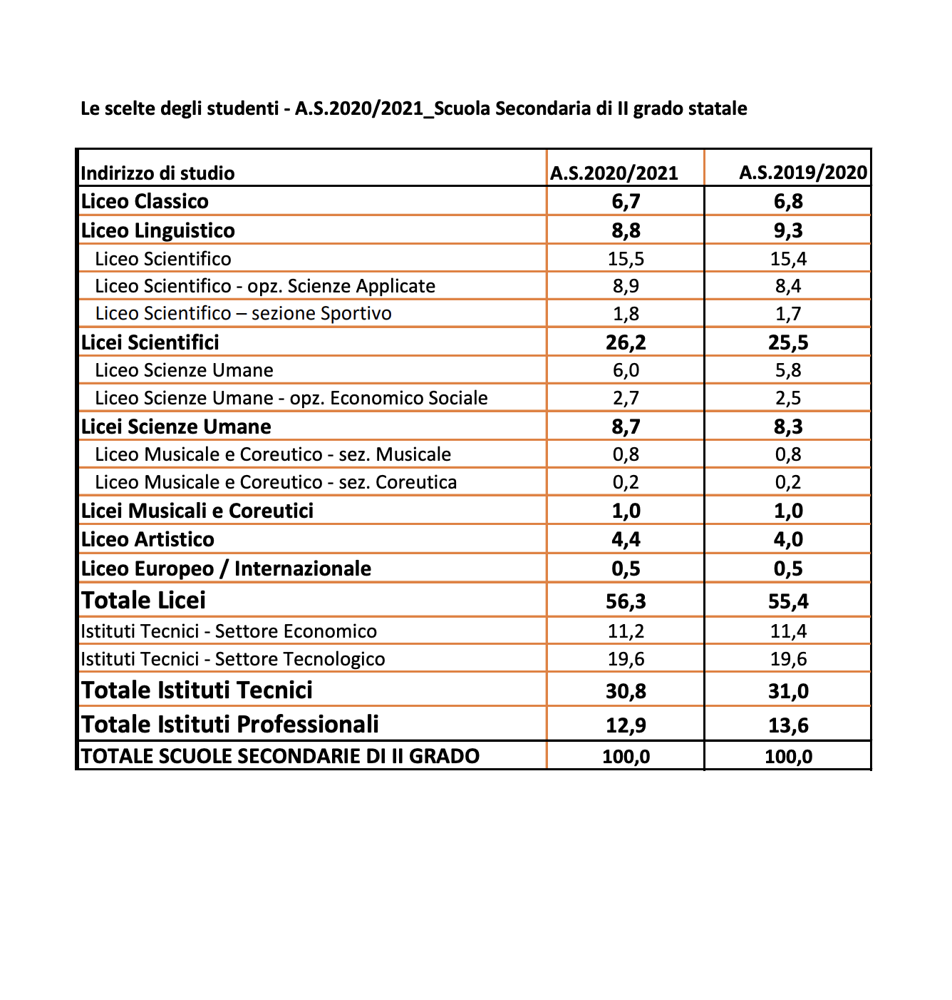 Le scelte degli studenti - A.S.2020/2021_Scuola Secondaria di II grado statale
Indirizzo di studio A.S.2020/2021 A.S.2019/2020
Liceo Classico 6,7 6,8
Liceo Linguistico 8,8 9,3
Liceo Scientifico 15,5 15,4
Liceo Scientifico - opz. Scienze Applicate 8,9 8,4
Liceo Scientifico – sezione Sportivo 1,8 1,7
Licei Scientifici 26,2 25,5
Liceo Scienze Umane 6,0 5,8
Liceo Scienze Umane - opz. Economico Sociale 2,7 2,5
Licei Scienze Umane 8,7 8,3
Liceo Musicale e Coreutico - sez. Musicale 0,8 0,8
Liceo Musicale e Coreutico - sez. Coreutica 0,2 0,2
Licei Musicali e Coreutici 1,0 1,0
Liceo Artistico 4,4 4,0
Liceo Europeo / Internazionale 0,5 0,5
Totale Licei 56,3 55,4
Istituti Tecnici - Settore Economico 11,2 11,4
Istituti Tecnici - Settore Tecnologico 19,6 19,6
Totale Istituti Tecnici 30,8 31,0
Totale Istituti Professionali 12,9 13,6
TOTALE SCUOLE SECONDARIE DI II GRADO 100,0 100,0